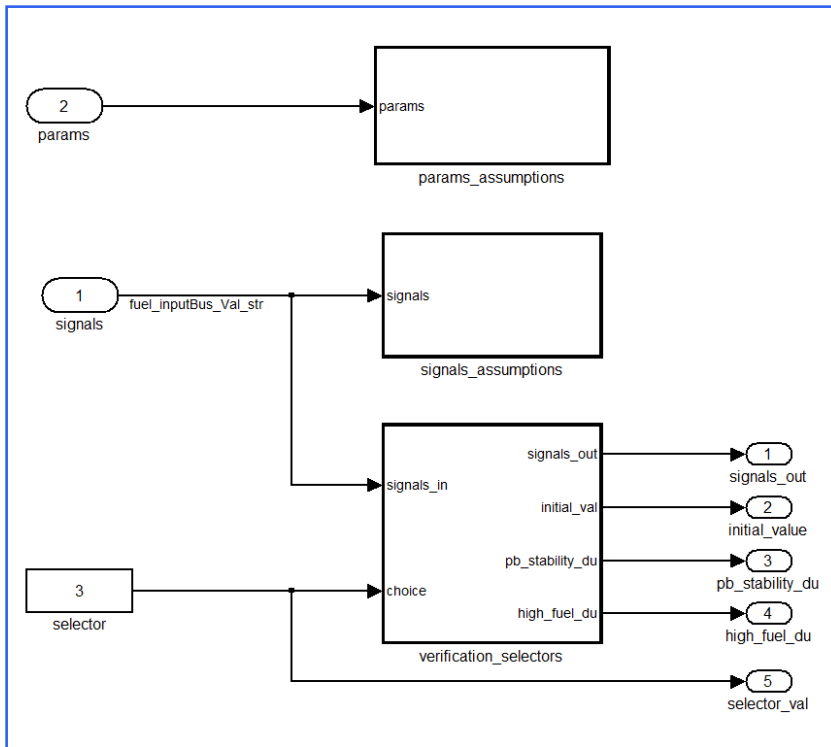 2
params
params
params_assumptions
1
signals
fuel_inputBus_Val_str
signals
signals_assumptions
3
selector
signals_in
choice
signals_out
initial_val
pb_stability_du
high_fuel_du
verification_selectors
1
signals_out
2
initial_value
3
pb_stability_du
4
high_fuel_du
5
selector_val